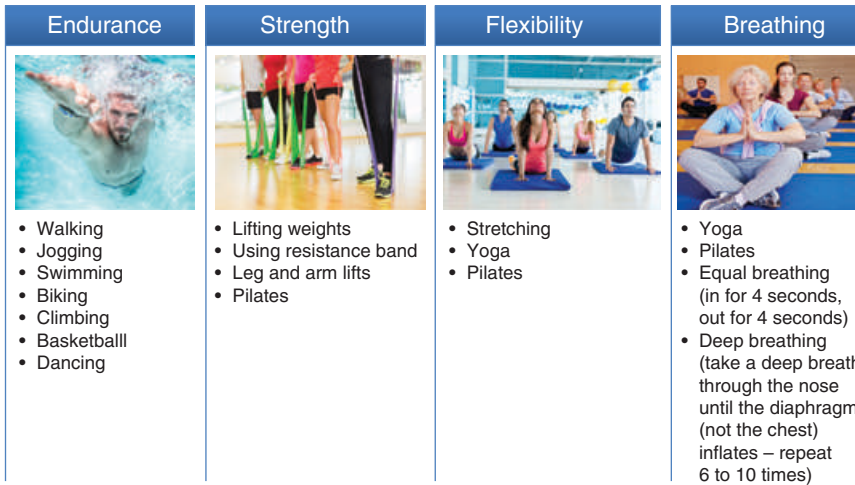 Endurance
Strength
Flexibility
Breathing
• Walking
• Jogging
• Swimming
• Biking
• Climbing
• Basketballl
• Dancing
• Lifting weights
• Using resistance band
• Leg and arm lifts
• Pilates
• Stretching
• Yoga
• Pilates
• Yoga
• Pilates
• Equal breathing
(in for 4 seconds,
out for 4 seconds)
• Deep breathing
(take a deep breath
through the nose
until the diaphragm
(not the chest)
inflates – repeat
6 to 10 times)